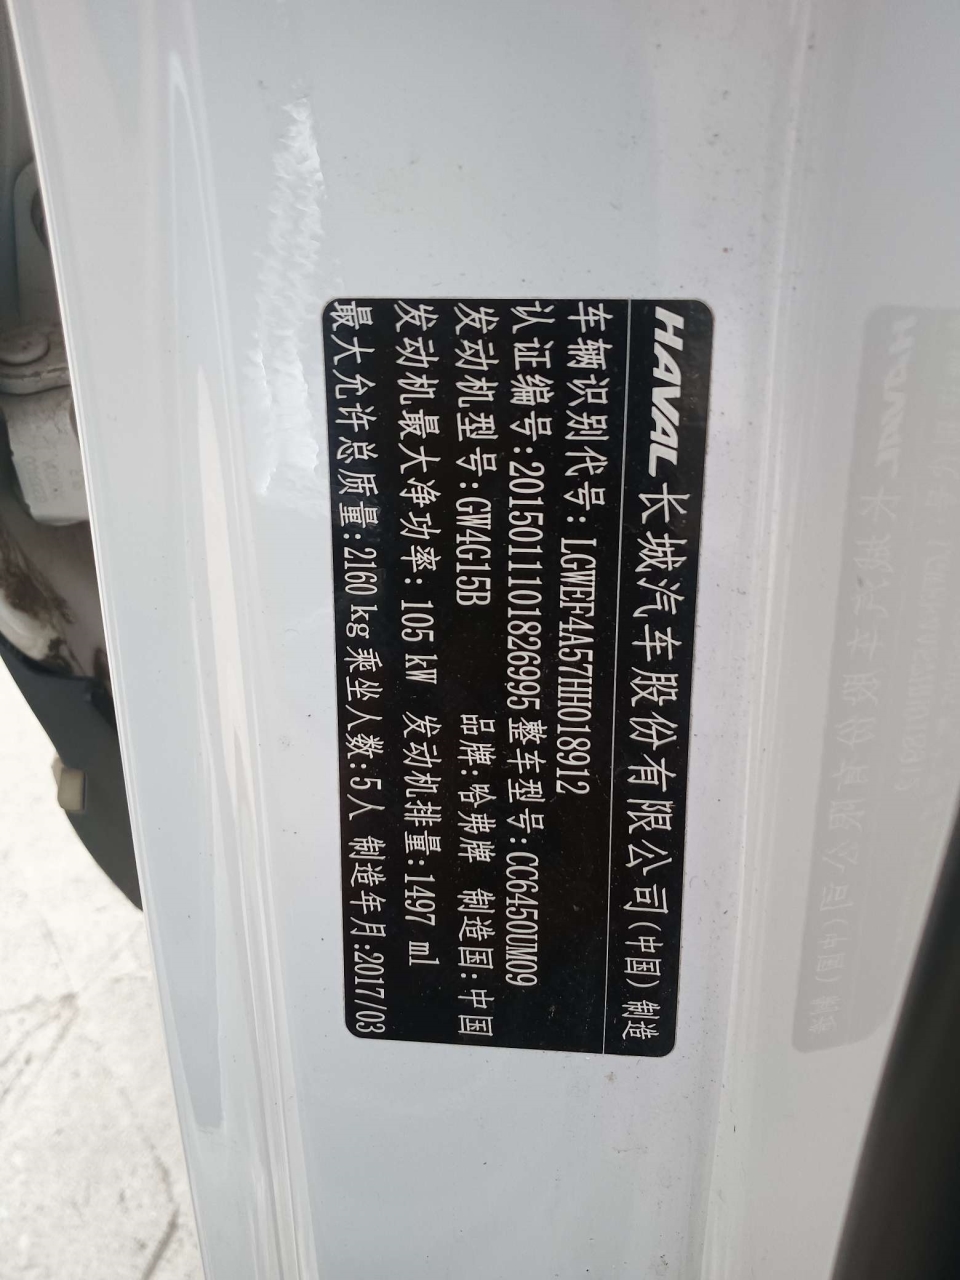 HAVAL 长城汽车股份有限公司(中国)制造
车辆识别代号:LGWEF4A57HH018912
认证编号:2015011101826995 整车型号:CC6450UM09
发动机型号:GW4G15B 品牌:哈弗牌 制造国:中国
发动机最大净功率:105 kW 发动机排量:1497 ml
最大允许总质量:2160 kg 乘坐人数:5人 制造年月:2017/03